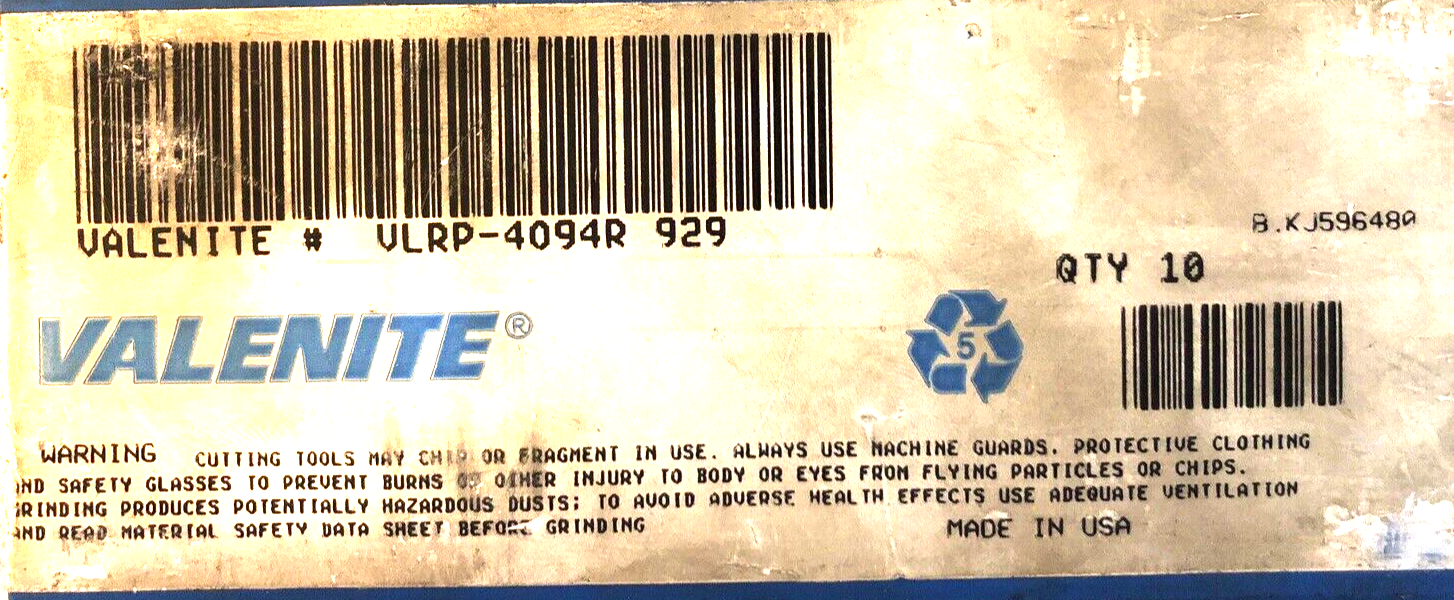 VALENITE # VLRP-4094R 929
B.KJ596480
QTY 10
VALENITE®
5
WARNING CUTTING TOOLS MAY CHIP OR FRAGMENT IN USE. ALWAYS USE MACHINE GUARDS. PROTECTIVE CLOTHING
AND SAFETY GLASSES TO PREVENT BURNS OR OTHER INJURY TO BODY OR EYES FROM FLYING PARTICLES OR CHIPS.
GRINDING PRODUCES POTENTIALLY HAZARDOUS DUSTS; TO AVOID ADVERSE HEALTH EFFECTS USE ADEQUATE VENTILATION
AND READ MATERIAL SAFETY DATA SHEET BEFORE GRINDING
MADE IN USA